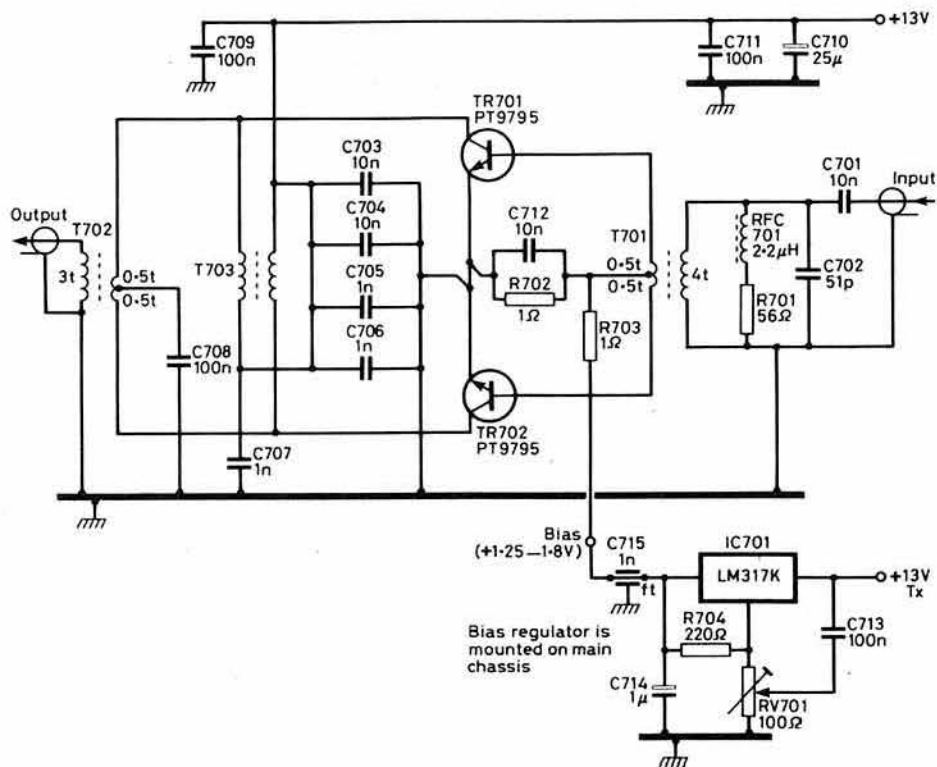 +13V
C709
100n
C711
100n
C710
25µ
TR701
PT9795
C703
10n
C704
10n
C705
1n
C706
1n
C712
10n
R702
1Ω
T701
0·5t
0·5t
4t
C701
10n
Input
RFC
701
2·2µH
C702
51p
R701
56Ω
Output
T702
3t
0·5t
0·5t
T703
C708
100n
R703
1Ω
TR702
PT9795
C707
1n
Bias
(+1·25—1·8V)
C715
1n
ft
IC701
LM317K
+13V
Tx
R704
220Ω
C713
100n
Bias regulator is
mounted on main
chassis
C714
1µ
RV701
100Ω